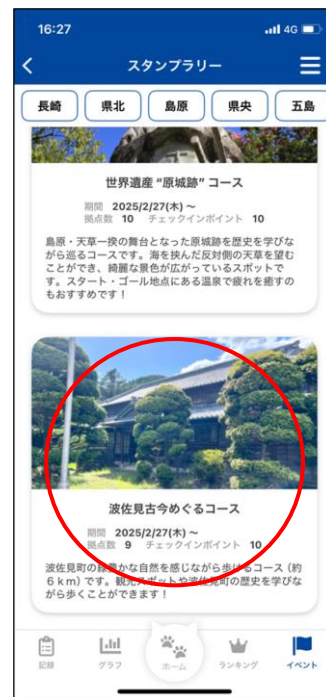 16:27
4G
スタンプラリー
長崎 県北 島原 県央 五島
世界遺産 “原城跡” コース
期間 2025/2/27(木) ～
拠点数 10 チェックインポイント 10
島原・天草一揆の舞台となった原城跡を歴史を学びな
がら巡るコースです。海を挟んだ反対側の天草を望む
ことができ、綺麗な景色が広がっているスポットで
す。スタート・ゴール地点にある温泉で疲れを癒すの
もおすすめです！
波佐見古今めぐるコース
期間 2025/2/27(木) ～
拠点数 9 チェックインポイント 10
波佐見町の緑豊かな自然を感じながら歩けるコース（約
６ｋｍ）です。観光スポットや波佐見町の歴史を学びな
がら歩くことができます！
記録 グラフ ホーム ランキング イベント